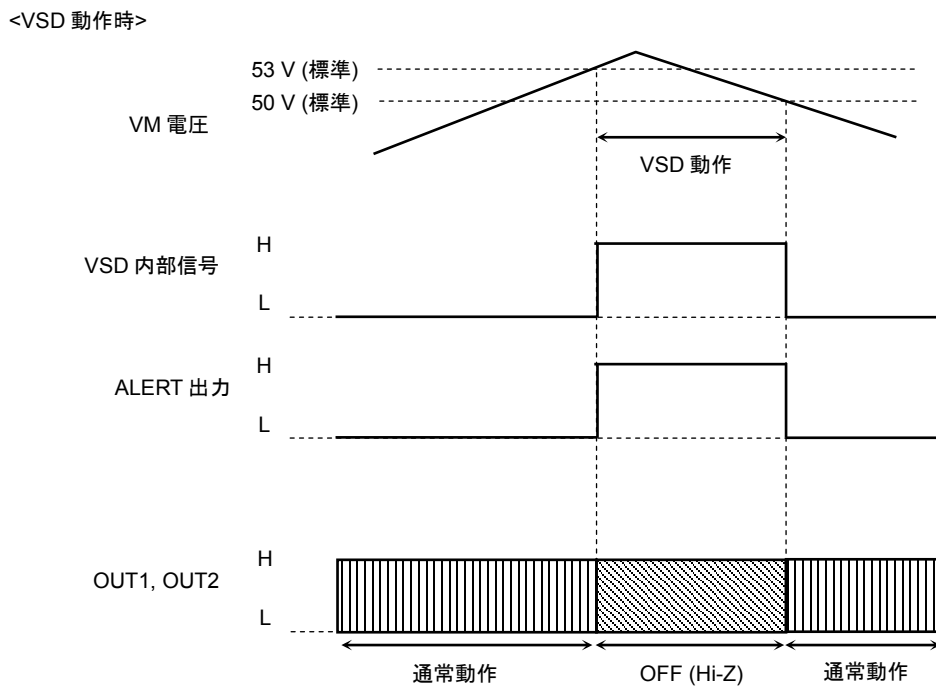 <VSD 動作時>
53 V (標準)
50 V (標準)
VM 電圧
VSD 動作
H
VSD 内部信号
L
H
ALERT 出力
L
H
OUT1, OUT2
L
通常動作
OFF (Hi-Z)
通常動作